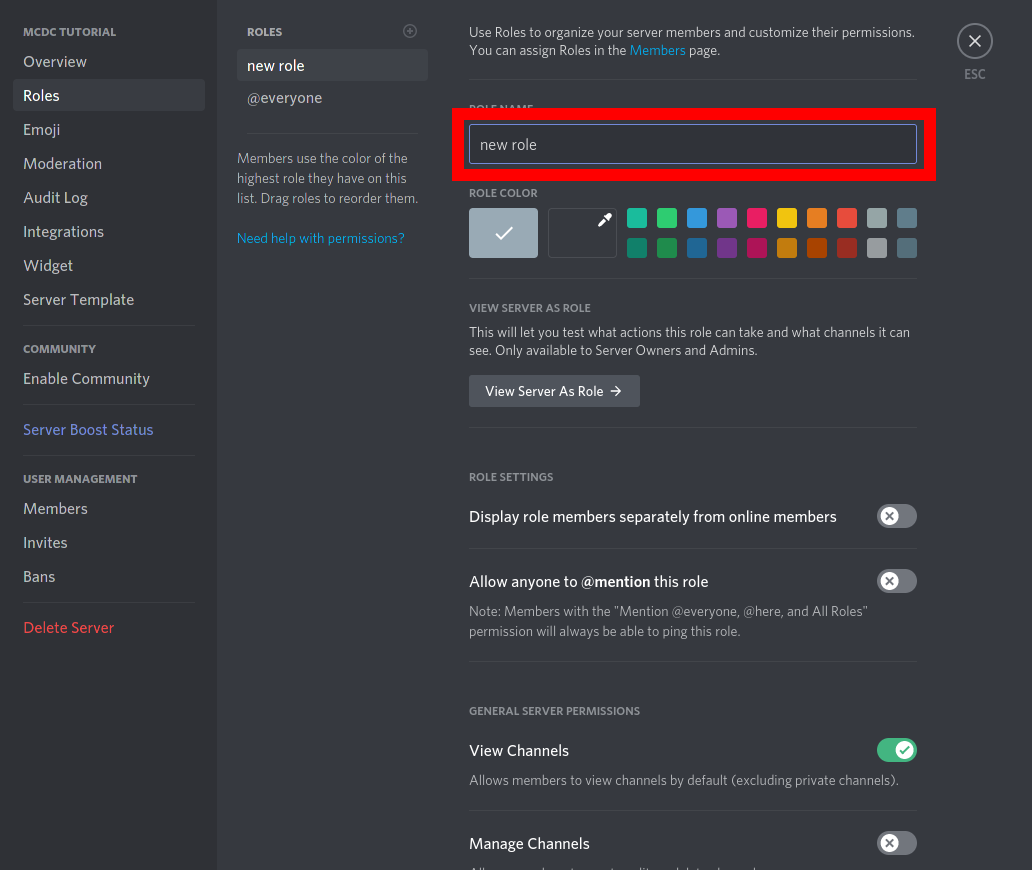 MCDC TUTORIAL
Overview
Roles
Emoji
Moderation
Audit Log
Integrations
Widget
Server Template
COMMUNITY
Enable Community
Server Boost Status
USER MANAGEMENT
Members
Invites
Bans
Delete Server
ROLES
new role
@everyone
Members use the color of the
highest role they have on this
list. Drag roles to reorder them.
Need help with permissions?
Use Roles to organize your server members and customize their permissions.
You can assign Roles in the Members page.
ESC
ROLE NAME
new role
ROLE COLOR
VIEW SERVER AS ROLE
This will let you test what actions this role can take and what channels it can
see. Only available to Server Owners and Admins.
View Server As Role →
ROLE SETTINGS
Display role members separately from online members
Allow anyone to @mention this role
Note: Members with the "Mention @everyone, @here, and All Roles"
permission will always be able to ping this role.
GENERAL SERVER PERMISSIONS
View Channels
Allows members to view channels by default (excluding private channels).
Manage Channels